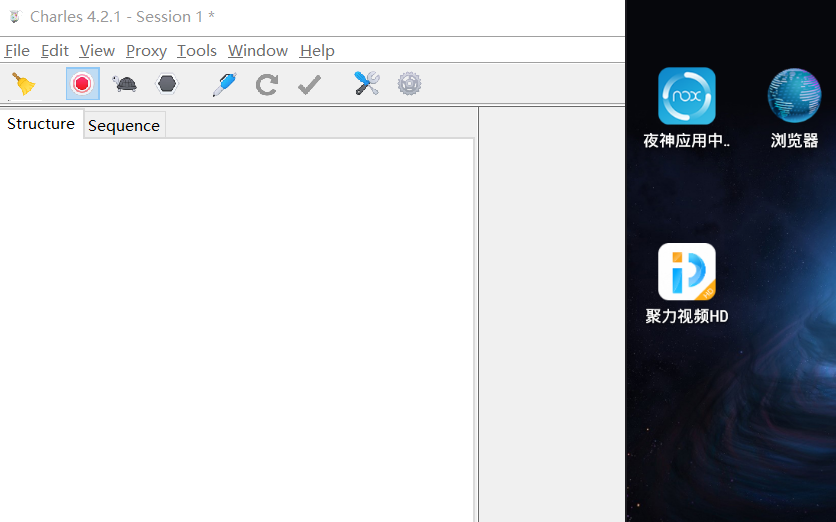 Charles 4.2.1 - Session 1 *
File Edit View Proxy Tools Window Help
Structure Sequence
nox
夜神应用中..
浏览器
HD
聚力视频HD